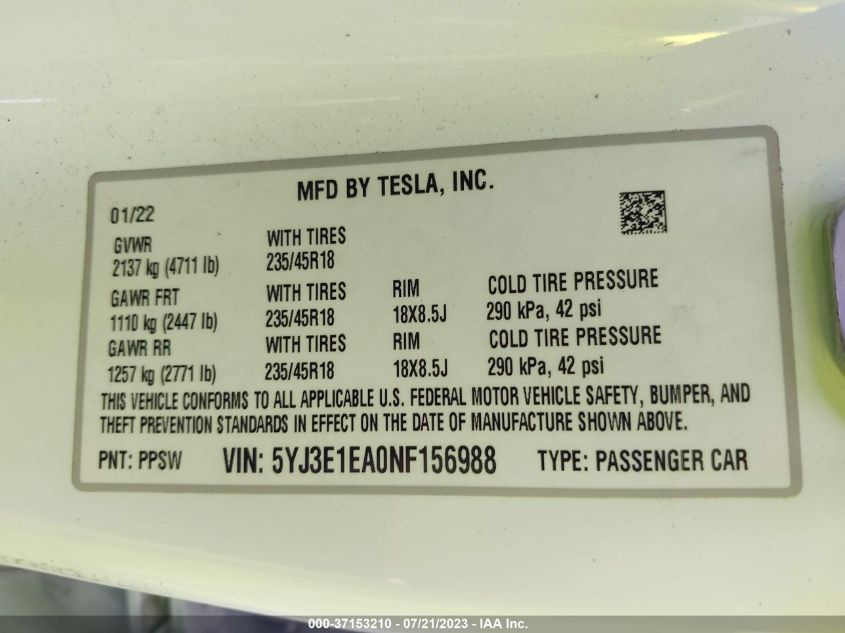 MFD BY TESLA, INC.
01/22
GVWR WITH TIRES
2137 kg (4711 lb) 235/45R18
GAWR FRT WITH TIRES RIM COLD TIRE PRESSURE
1110 kg (2447 lb) 235/45R18 18X8.5J 290 kPa, 42 psi
GAWR RR WITH TIRES RIM COLD TIRE PRESSURE
1257 kg (2771 lb) 235/45R18 18X8.5J 290 kPa, 42 psi
THIS VEHICLE CONFORMS TO ALL APPLICABLE U.S. FEDERAL MOTOR VEHICLE SAFETY, BUMPER, AND
THEFT PREVENTION STANDARDS IN EFFECT ON THE DATE OF MANUFACTURE SHOWN ABOVE.
PNT: PPSW VIN: 5YJ3E1EA0NF156988 TYPE: PASSENGER CAR
000-37153210 - 07/21/2023 - IAA Inc.